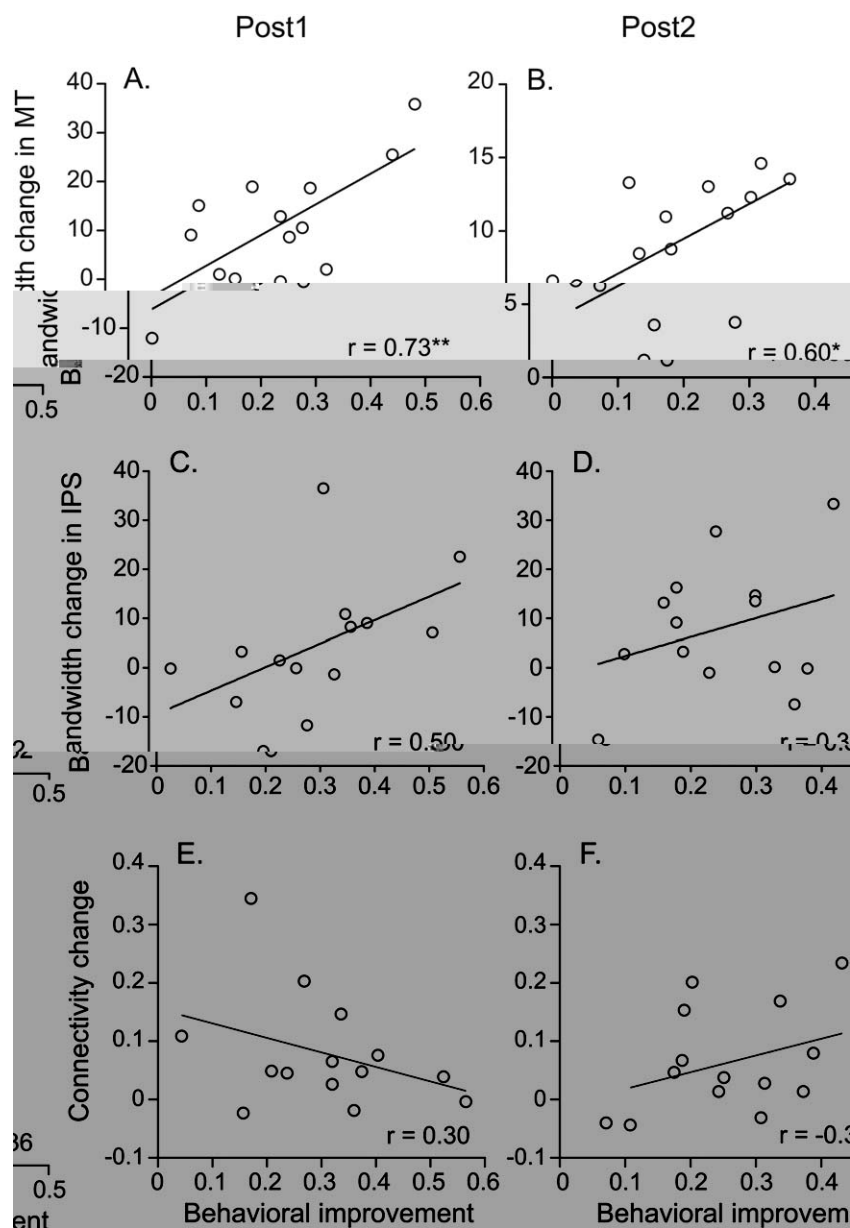 Post1 Post2
A. B.
40 20
30 15
20 10
10
0
-10 5
-20 0
r = 0.73** r = 0.60*
0 0.1 0.2 0.3 0.4 0.5 0.6 0 0.2 0.4
0.5
C. D.
Bandwidth change in IPS
40 40
30 30
20 20
10 10
0 0
-10 -10
-20 -20
r = 0.50
0 0.1 0.2 0.3 0.4 0.5 0.6 0 0.1 0.2 0.3 0.4
0.5
E. F.
Connectivity change
0.4 0.4
0.3 0.3
0.2 0.2
0.1 0.1
0 0
-0.1 -0.1
r = 0.30 r = -0.3
0 0.1 0.2 0.3 0.4 0.5 0.6 0 0.1 0.2 0.3 0.4
0.5
Behavioral improvement Behavioral improvem
ent